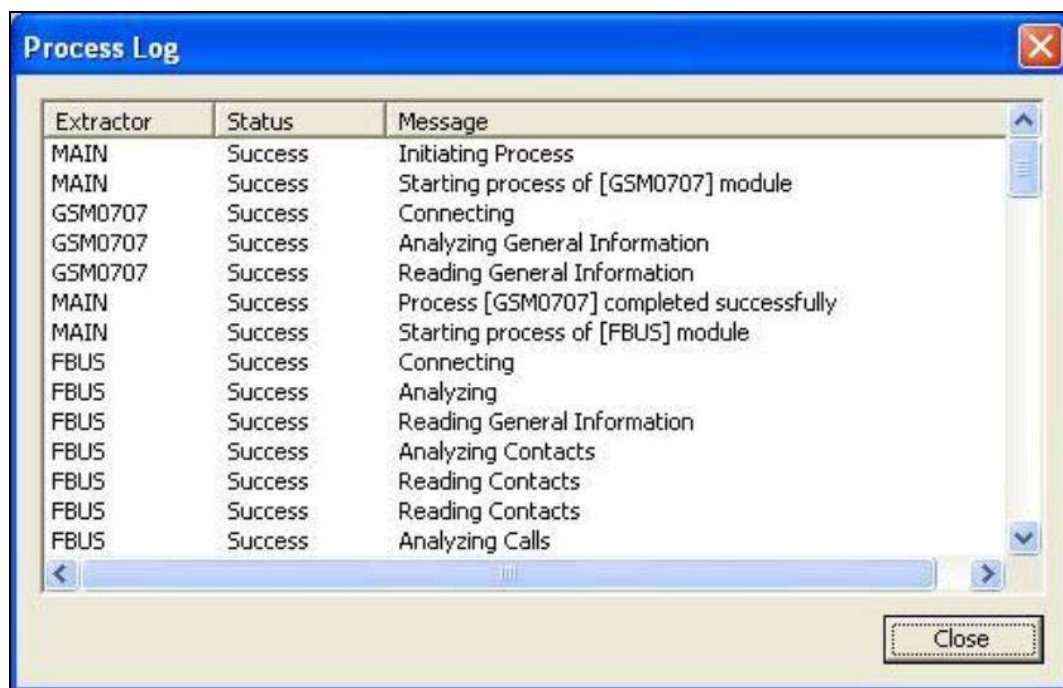 Process Log
Extractor Status Message
MAIN Success Initiating Process
MAIN Success Starting process of [GSM0707] module
GSM0707 Success Connecting
GSM0707 Success Analyzing General Information
GSM0707 Success Reading General Information
MAIN Success Process [GSM0707] completed successfully
MAIN Success Starting process of [FBUS] module
FBUS Success Connecting
FBUS Success Analyzing
FBUS Success Reading General Information
FBUS Success Analyzing Contacts
FBUS Success Reading Contacts
FBUS Success Reading Contacts
FBUS Success Analyzing Calls
Close